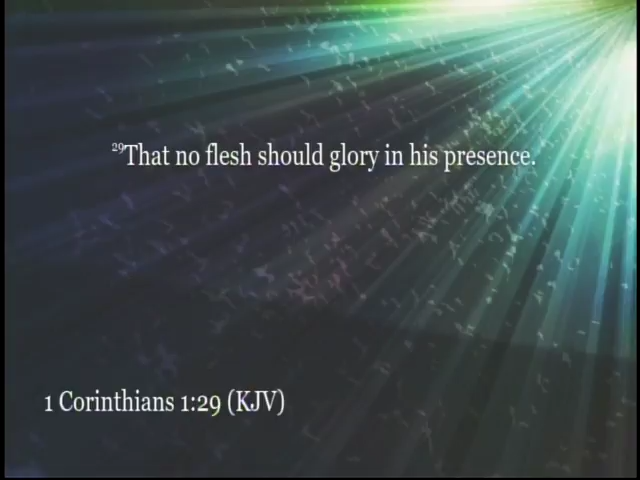 29That no flesh should glory in his presence.
1 Corinthians 1:29 (KJV)